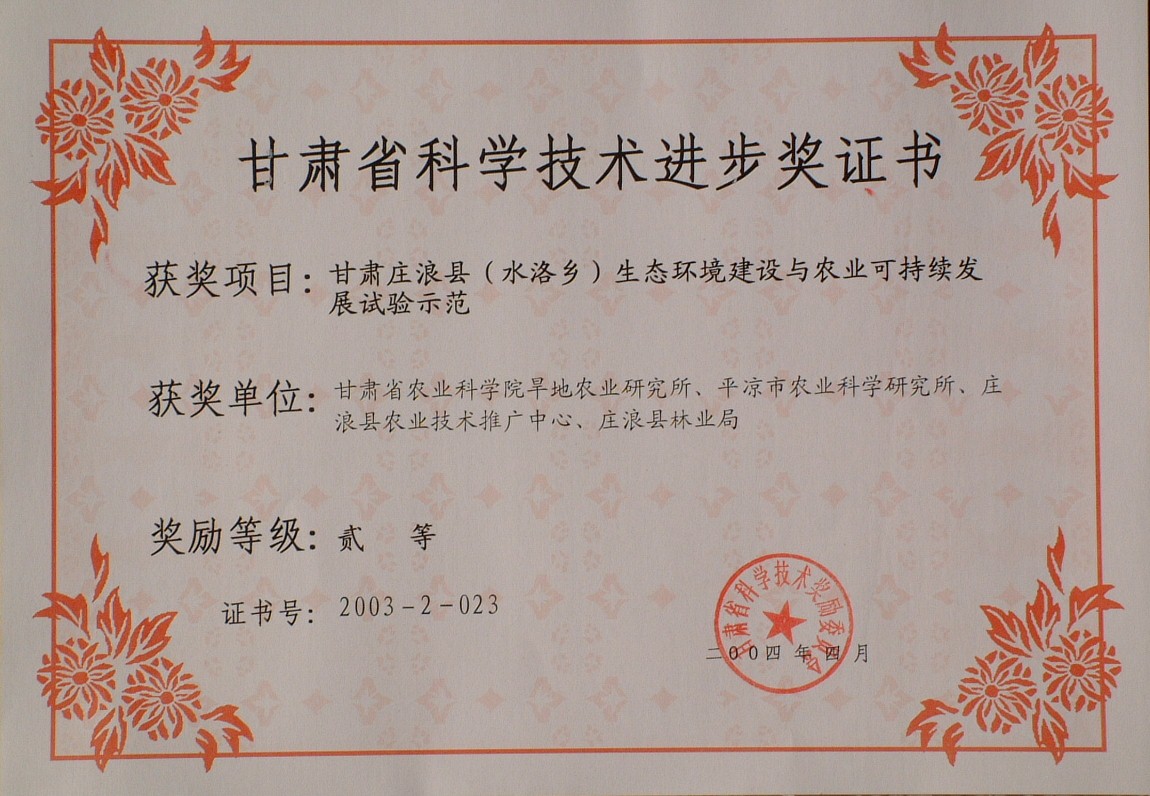 甘肃省科学技术进步奖证书
获奖项目:甘肃庄浪县(水洛乡)生态环境建设与农业可持续发
展试验示范
获奖单位:甘肃省农业科学院旱地农业研究所、平凉市农业科学研究所、庄
浪县农业技术推广中心、庄浪县林业局
奖励等级:贰 等
证书号:2003-2-023
甘肃省科学技术奖励委员会
二00四年四月